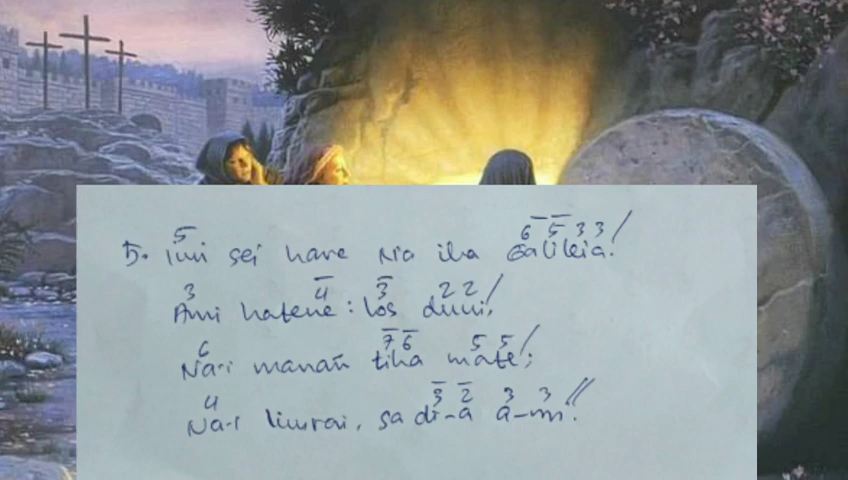 5 6 5 3 3 /
5. Imi sei hare Nia iha Galileia!
3 4 3 2 2 /
Ami hatene: los duni,
6 7 6 5 5 /
Na-i manán tiha mate;
4 3 2 3 3 //
Na-i liurai, sa di-a a-mi!